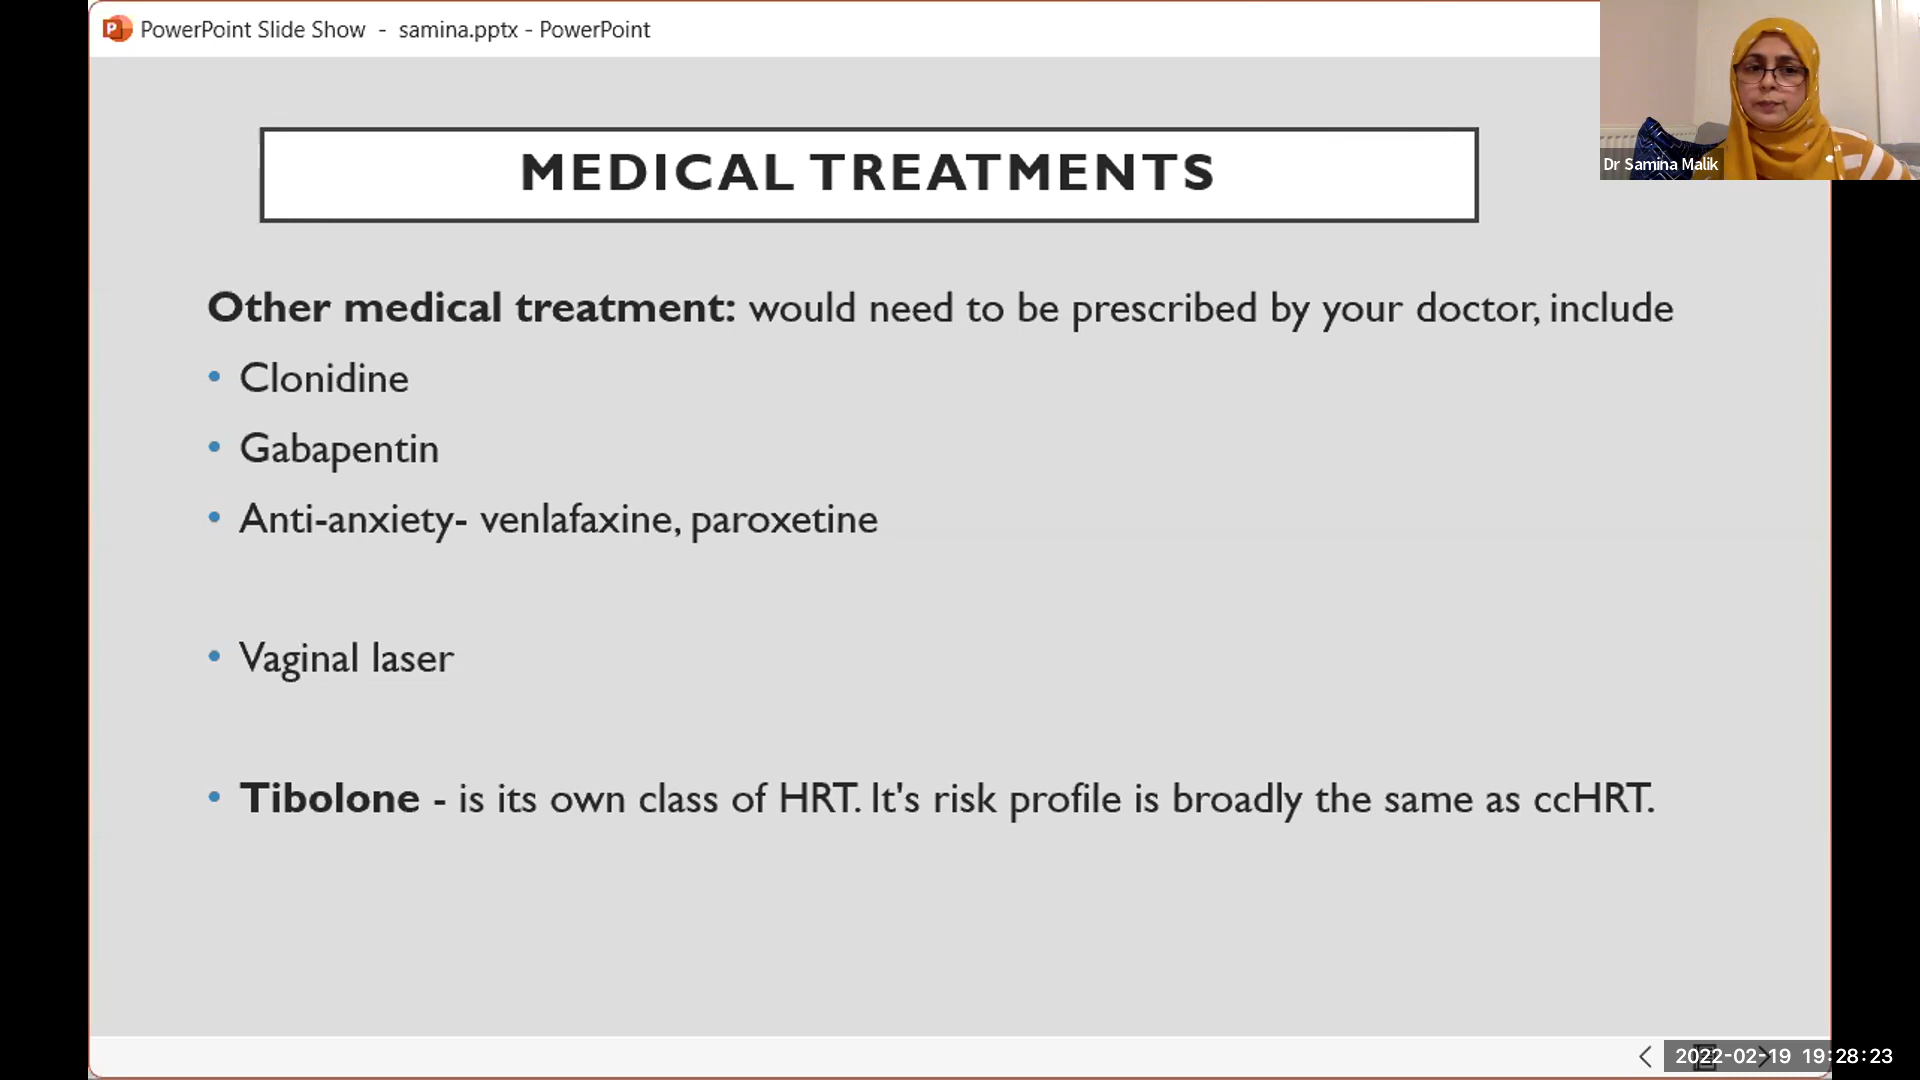 PowerPoint Slide Show - samina.pptx - PowerPoint
Dr Samina Malik
MEDICAL TREATMENTS
Other medical treatment: would need to be prescribed by your doctor, include
• Clonidine
• Gabapentin
• Anti-anxiety- venlafaxine, paroxetine
• Vaginal laser
• Tibolone - is its own class of HRT. It's risk profile is broadly the same as ccHRT.
2022-02-19 19:28:23